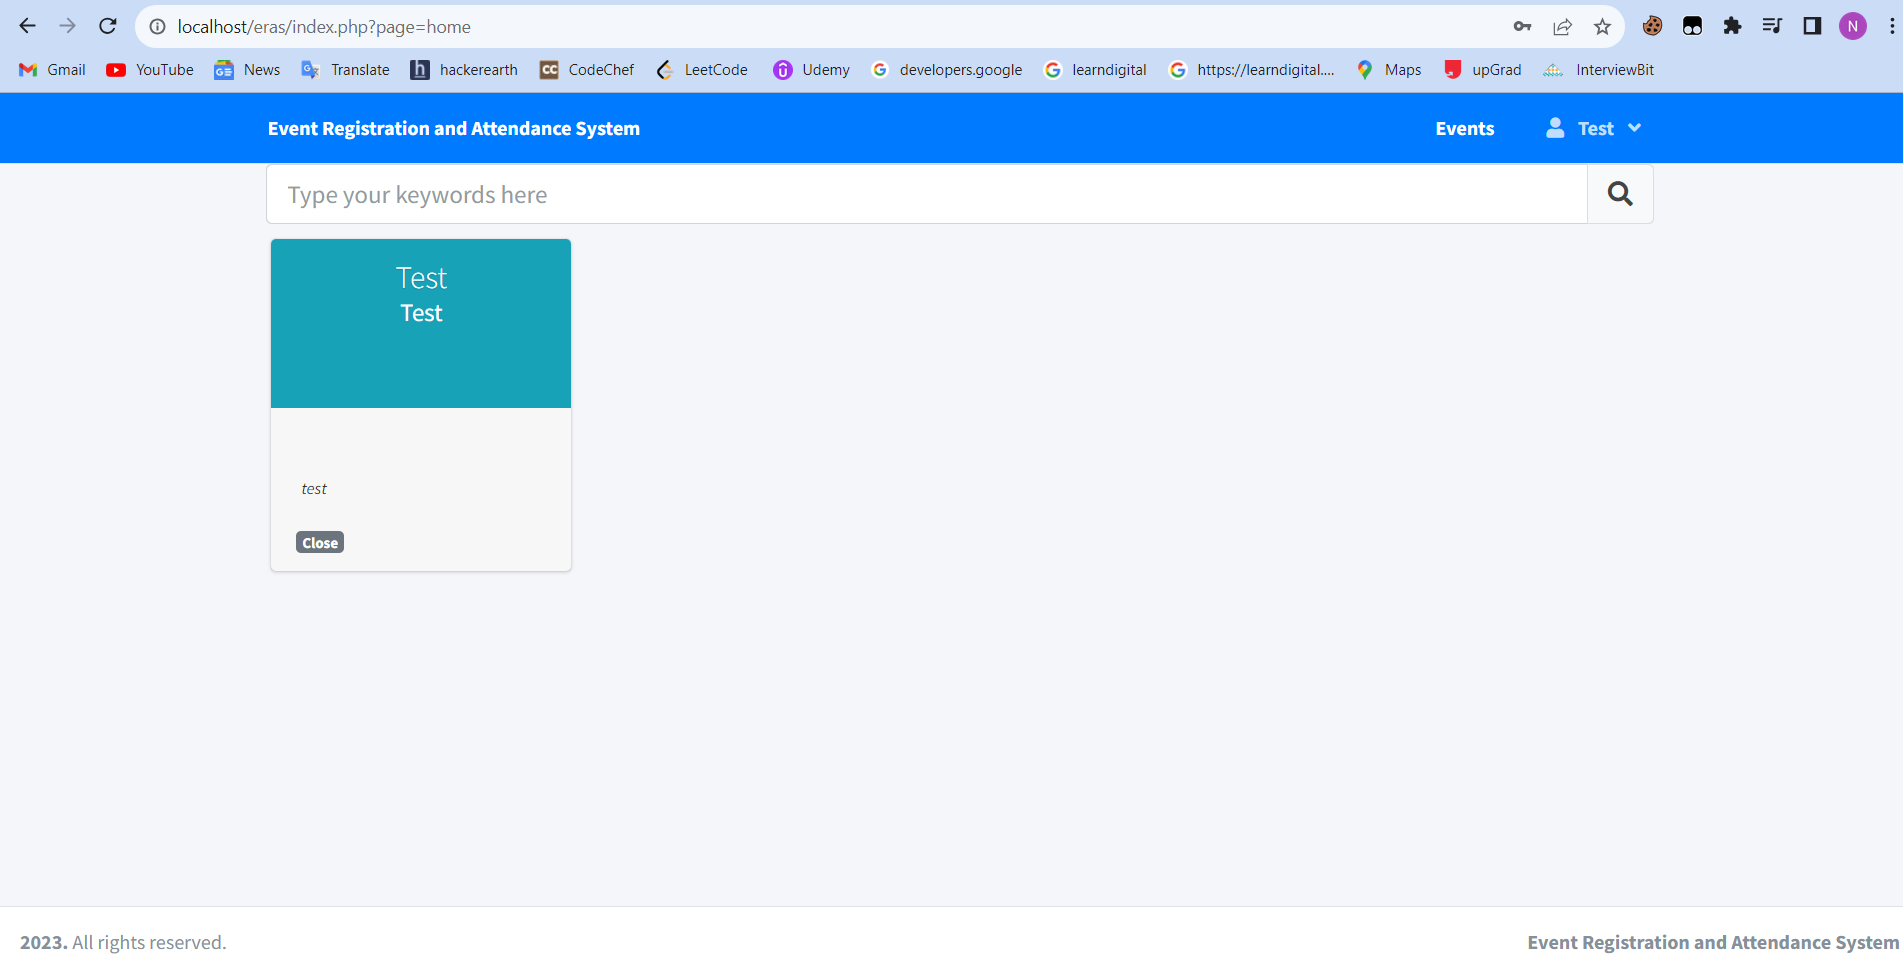 localhost/eras/index.php?page=home
N
Gmail YouTube News Translate hackerearth CodeChef LeetCode Udemy developers.google learndigital https://learndigital.... Maps upGrad InterviewBit
Event Registration and Attendance System Events Test
Type your keywords here
Test
Test
test
Close
2023. All rights reserved. Event Registration and Attendance System